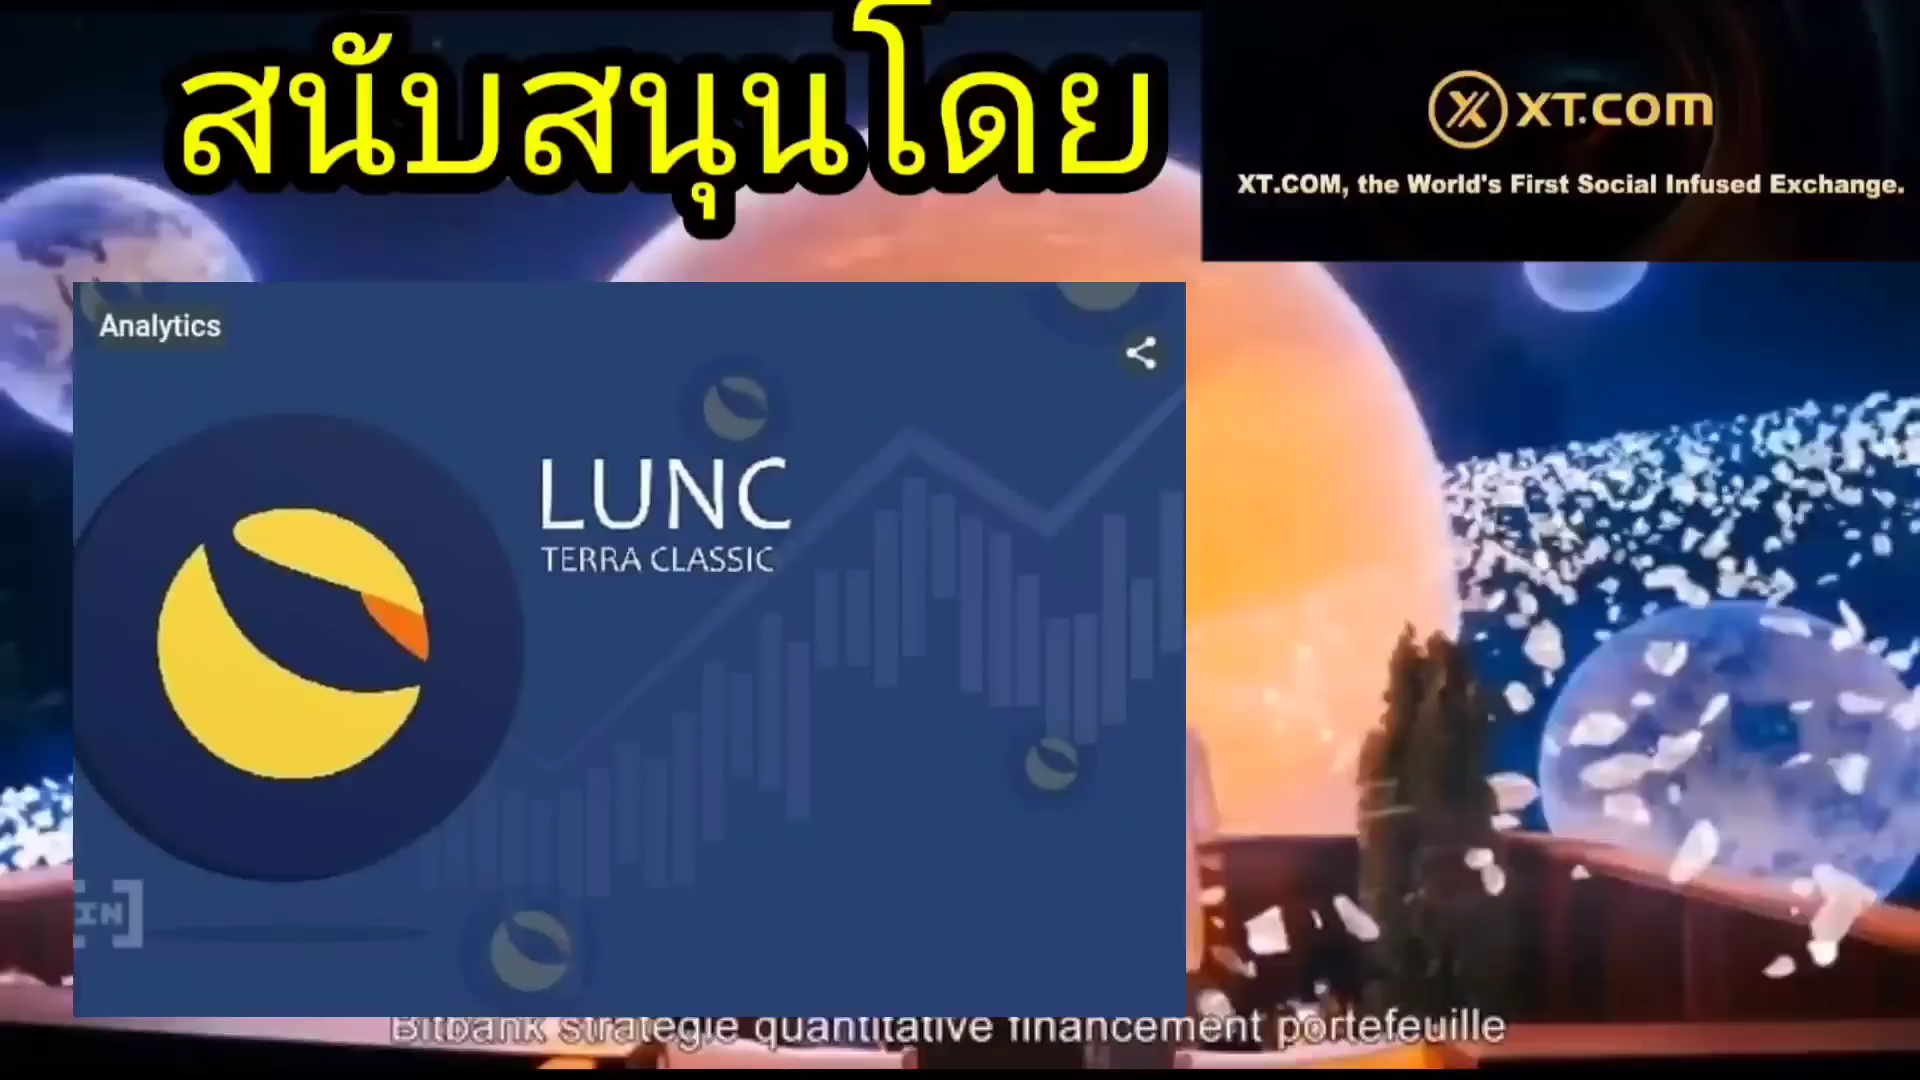 สนับสนุนโดย
XT.COM
XT.COM, the World's First Social Infused Exchange.
Analytics
LUNC
TERRA CLASSIC
IN
Bitbank stratégie quantitative financement portefeuille